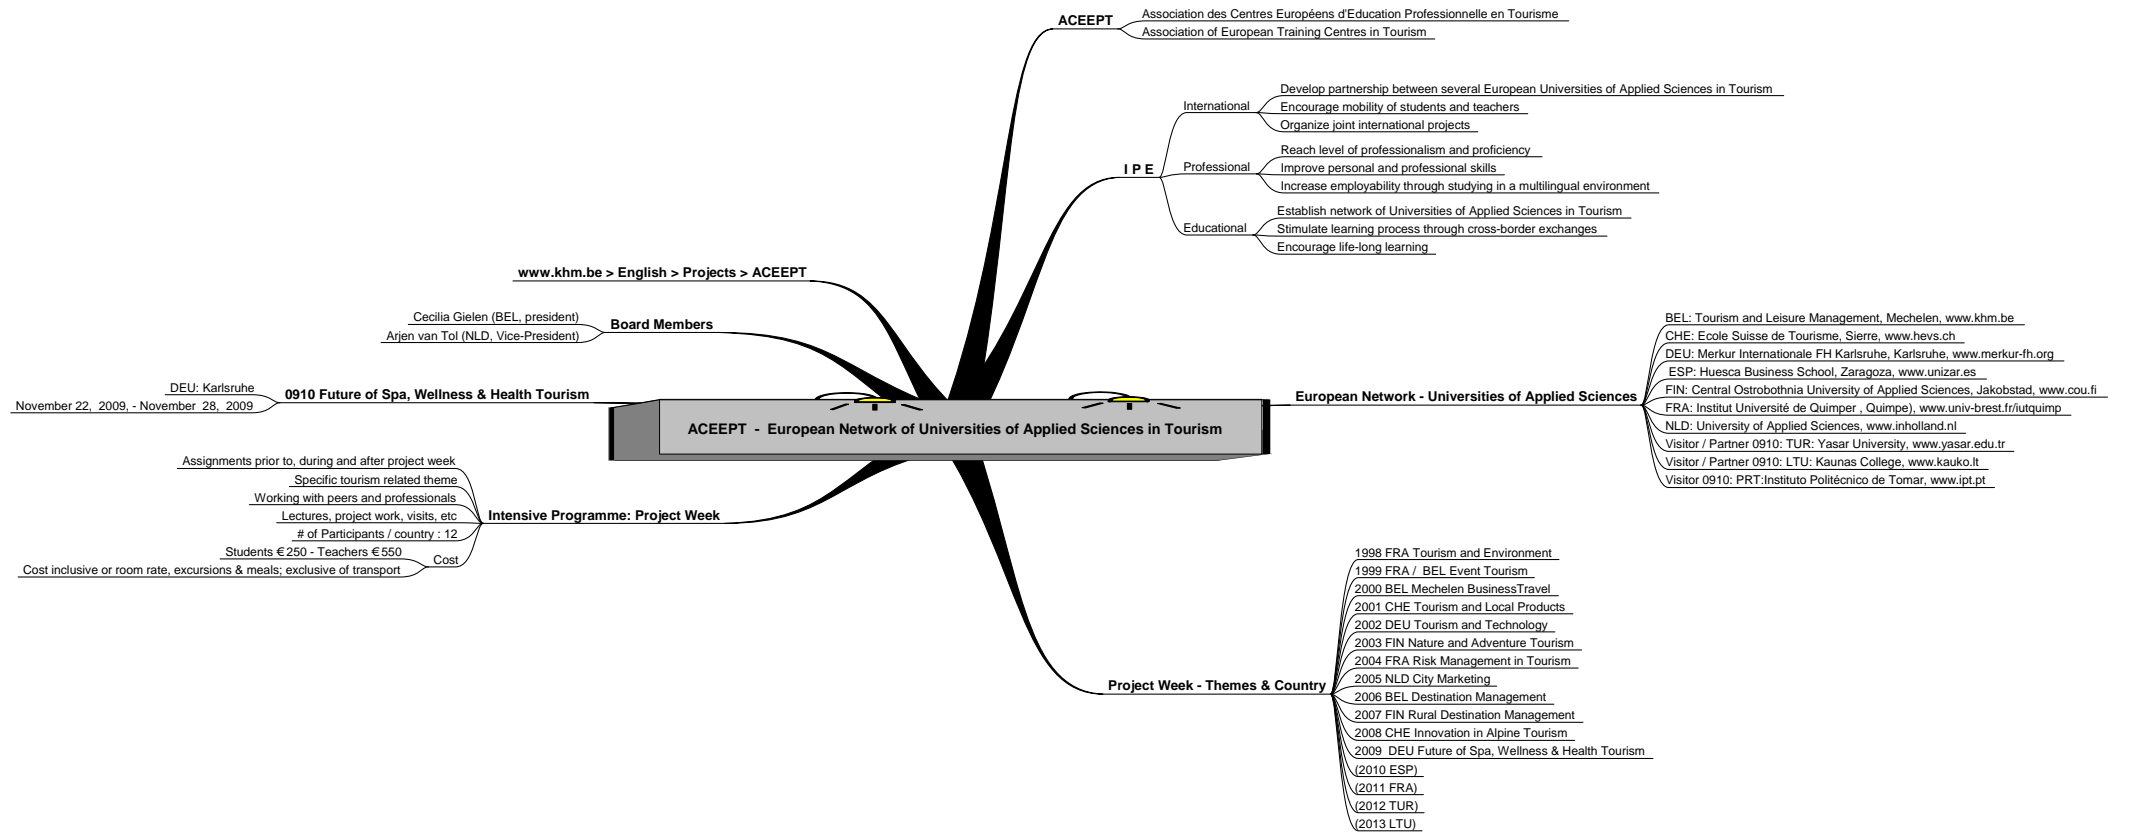 ACEEPT
Association des Centres Européens d'Education Professionnelle en Tourisme
Association of European Training Centres in Tourism
I P E
International
Develop partnership between several European Universities of Applied Sciences in Tourism
Encourage mobility of students and teachers
Organize joint international projects
Professional
Reach level of professionalism and proficiency
Improve personal and professional skills
Increase employability through studying in a multilingual environment
Educational
Establish network of Universities of Applied Sciences in Tourism
Stimulate learning process through cross-border exchanges
Encourage life-long learning
www.khm.be > English > Projects > ACEEPT
Board Members
Cecilia Gielen (BEL, president)
Arjen van Tol (NLD, Vice-President)
0910 Future of Spa, Wellness & Health Tourism
DEU: Karlsruhe
November 22, 2009, - November 28, 2009
ACEEPT - European Network of Universities of Applied Sciences in Tourism
European Network - Universities of Applied Sciences
BEL: Tourism and Leisure Management, Mechelen, www.khm.be
CHE: Ecole Suisse de Tourisme, Sierre, www.hevs.ch
DEU: Merkur Internationale FH Karlsruhe, Karlsruhe, www.merkur-fh.org
ESP: Huesca Business School, Zaragoza, www.unizar.es
FIN: Central Ostrobothnia University of Applied Sciences, Jakobstad, www.cou.fi
FRA: Institut Université de Quimper , Quimpe), www.univ-brest.fr/iutquimp
NLD: University of Applied Sciences, www.inholland.nl
Visitor / Partner 0910: TUR: Yasar University, www.yasar.edu.tr
Visitor / Partner 0910: LTU: Kaunas College, www.kauko.lt
Visitor 0910: PRT:Instituto Politécnico de Tomar, www.ipt.pt
Intensive Programme: Project Week
Assignments prior to, during and after project week
Specific tourism related theme
Working with peers and professionals
Lectures, project work, visits, etc
# of Participants / country : 12
Cost
Students €250 - Teachers €550
Cost inclusive or room rate, excursions & meals; exclusive of transport
Project Week - Themes & Country
1998 FRA Tourism and Environment
1999 FRA / BEL Event Tourism
2000 BEL Mechelen BusinessTravel
2001 CHE Tourism and Local Products
2002 DEU Tourism and Technology
2003 FIN Nature and Adventure Tourism
2004 FRA Risk Management in Tourism
2005 NLD City Marketing
2006 BEL Destination Management
2007 FIN Rural Destination Management
2008 CHE Innovation in Alpine Tourism
2009 DEU Future of Spa, Wellness & Health Tourism
(2010 ESP)
(2011 FRA)
(2012 TUR)
(2013 LTU)